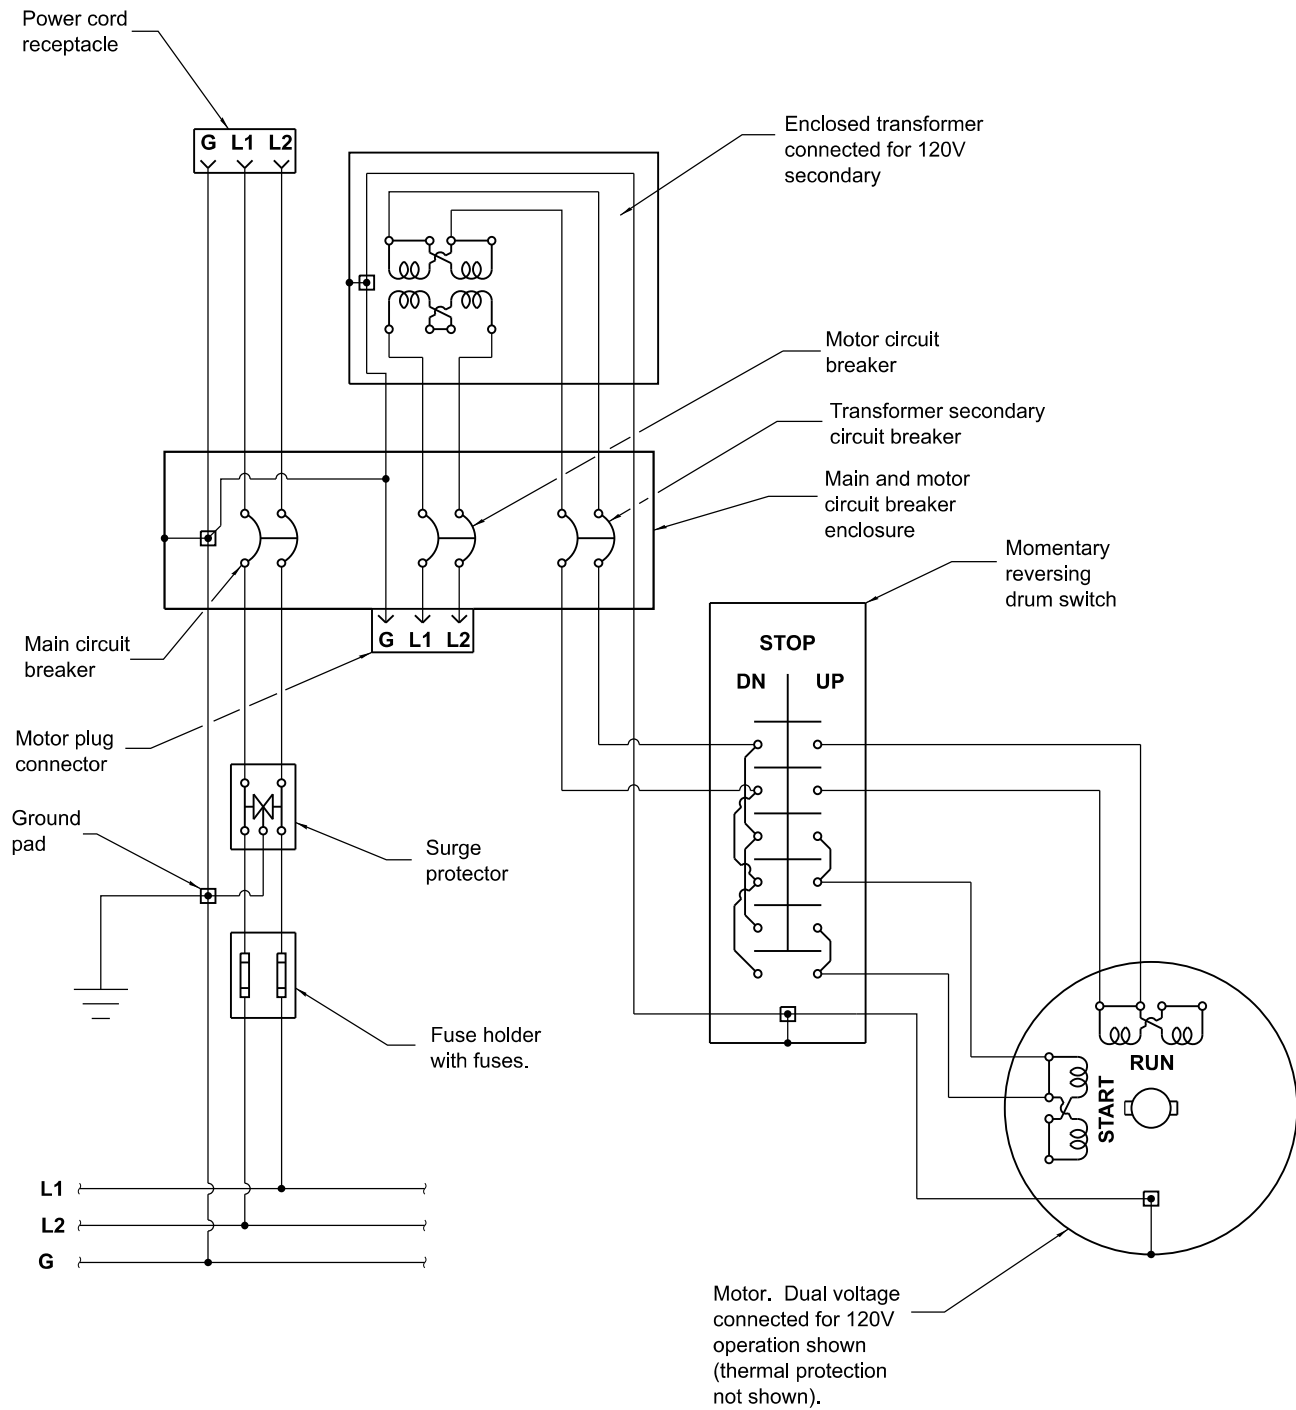 Power cord
receptacle
G L1 L2
Enclosed transformer
connected for 120V
secondary
Motor circuit
breaker
Transformer secondary
circuit breaker
Main and motor
circuit breaker
enclosure
Momentary
reversing
drum switch
Main circuit
breaker
G L1 L2
STOP
DN UP
Motor plug
connector
Ground
pad
Surge
protector
Fuse holder
with fuses.
RUN
START
L1
L2
G
Motor. Dual voltage
connected for 120V
operation shown
(thermal protection
not shown).